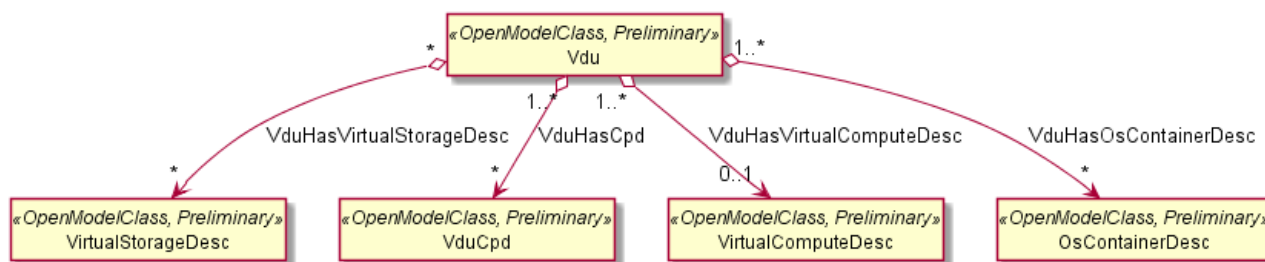 «OpenModelClass, Preliminary»
Vdu
*
1..*
1..*
1..*
VduHasVirtualStorageDesc
VduHasCpd
VduHasVirtualComputeDesc
VduHasOsContainerDesc
*
*
0..1
*
«OpenModelClass, Preliminary»
VirtualStorageDesc
«OpenModelClass, Preliminary»
VduCpd
«OpenModelClass, Preliminary»
VirtualComputeDesc
«OpenModelClass, Preliminary»
OsContainerDesc